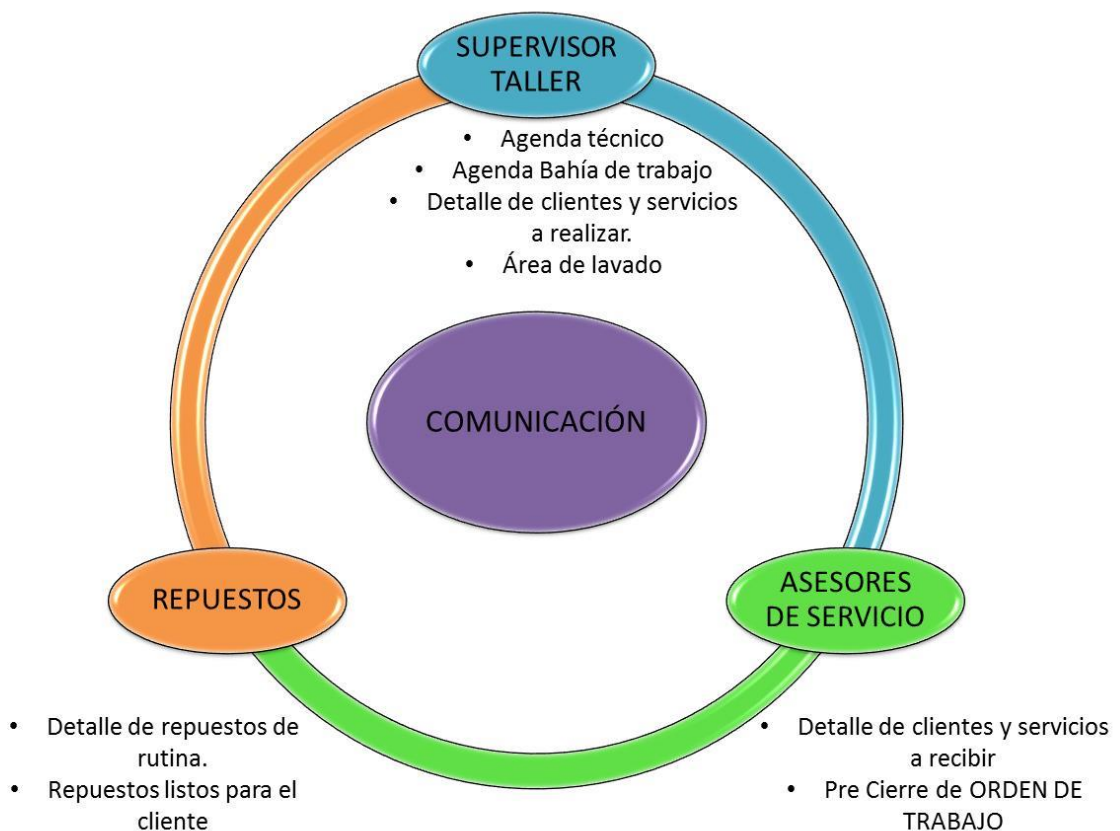 SUPERVISOR
TALLER
• Agenda técnico
• Agenda Bahía de trabajo
• Detalle de clientes y servicios
a realizar.
• Área de lavado
COMUNICACIÓN
REPUESTOS
ASESORES
DE SERVICIO
• Detalle de repuestos de
rutina.
• Repuestos listos para el
cliente
• Detalle de clientes y servicios
a recibir
• Pre Cierre de ORDEN DE
TRABAJO